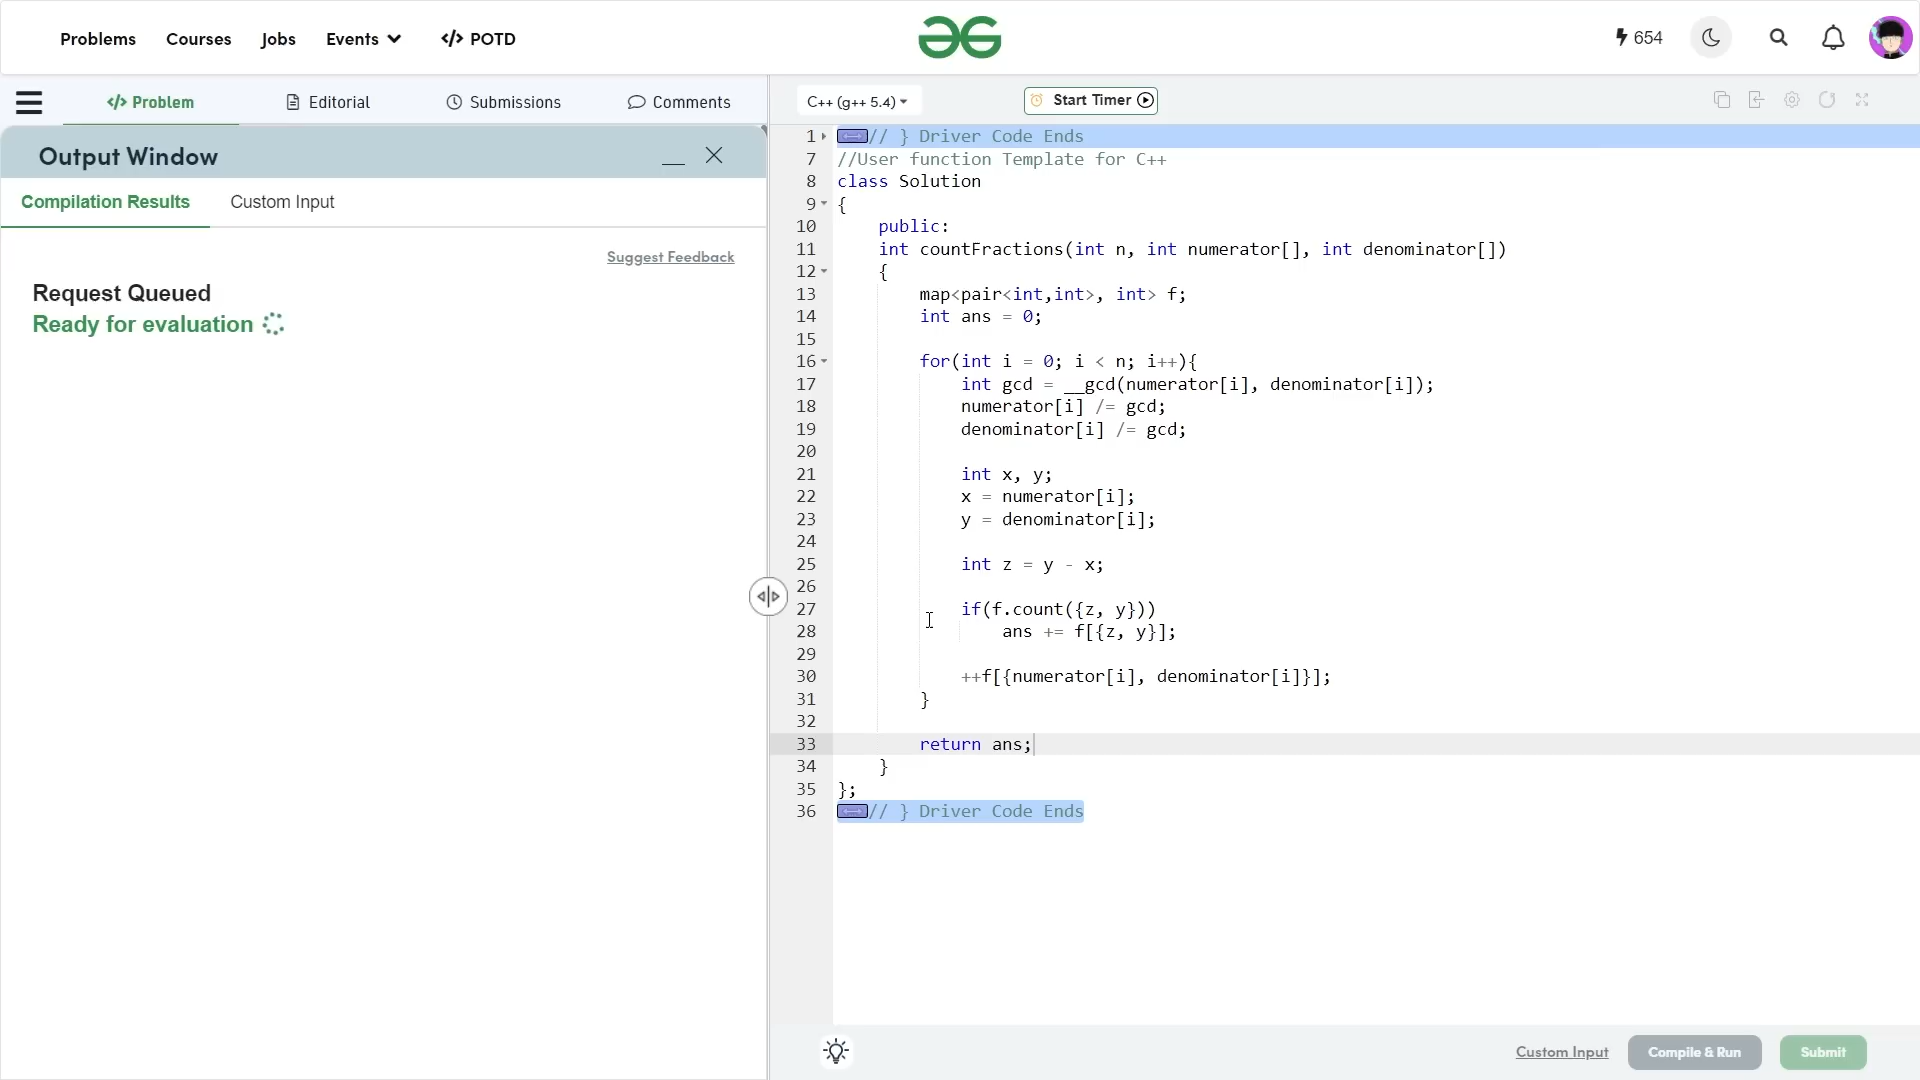 Problems Courses Jobs Events </> POTD 654
</> Problem Editorial Submissions Comments
Output Window
Compilation Results Custom Input
Suggest Feedback
Request Queued
Ready for evaluation
C++ (g++ 5.4) Start Timer
1 // } Driver Code Ends
7 //User function Template for C++
8 class Solution
9 {
10 public:
11 int countFractions(int n, int numerator[], int denominator[])
12 {
13 map<pair<int,int>, int> f;
14 int ans = 0;
15
16 for(int i = 0; i < n; i++){
17 int gcd = __gcd(numerator[i], denominator[i]);
18 numerator[i] /= gcd;
19 denominator[i] /= gcd;
20
21 int x, y;
22 x = numerator[i];
23 y = denominator[i];
24
25 int z = y - x;
26
27 if(f.count({z, y}))
28 ans += f[{z, y}];
29
30 ++f[{numerator[i], denominator[i]}];
31 }
32
33 return ans;
34 }
35 };
36 // } Driver Code Ends
Custom Input Compile & Run Submit